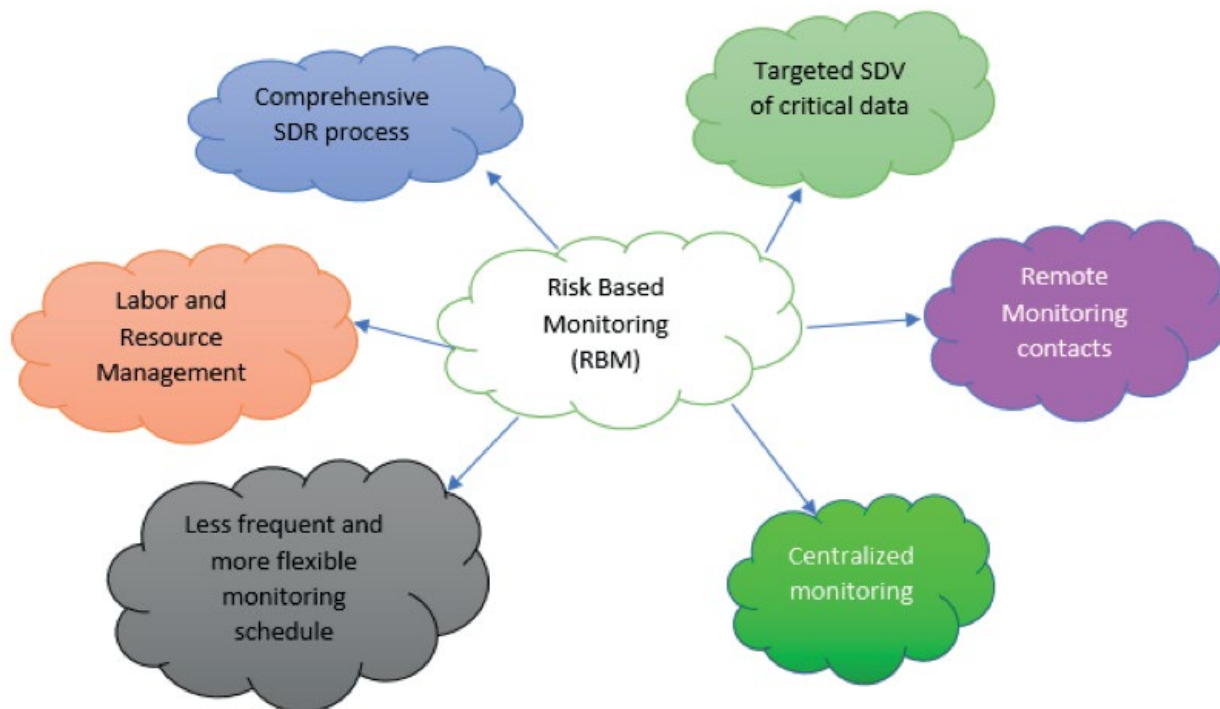 Comprehensive
SDR process
Targeted SDV
of critical data
Labor and
Resource
Management
Risk Based
Monitoring
(RBM)
Remote
Monitoring
contacts
Less frequent and
more flexible
monitoring
schedule
Centralized
monitoring